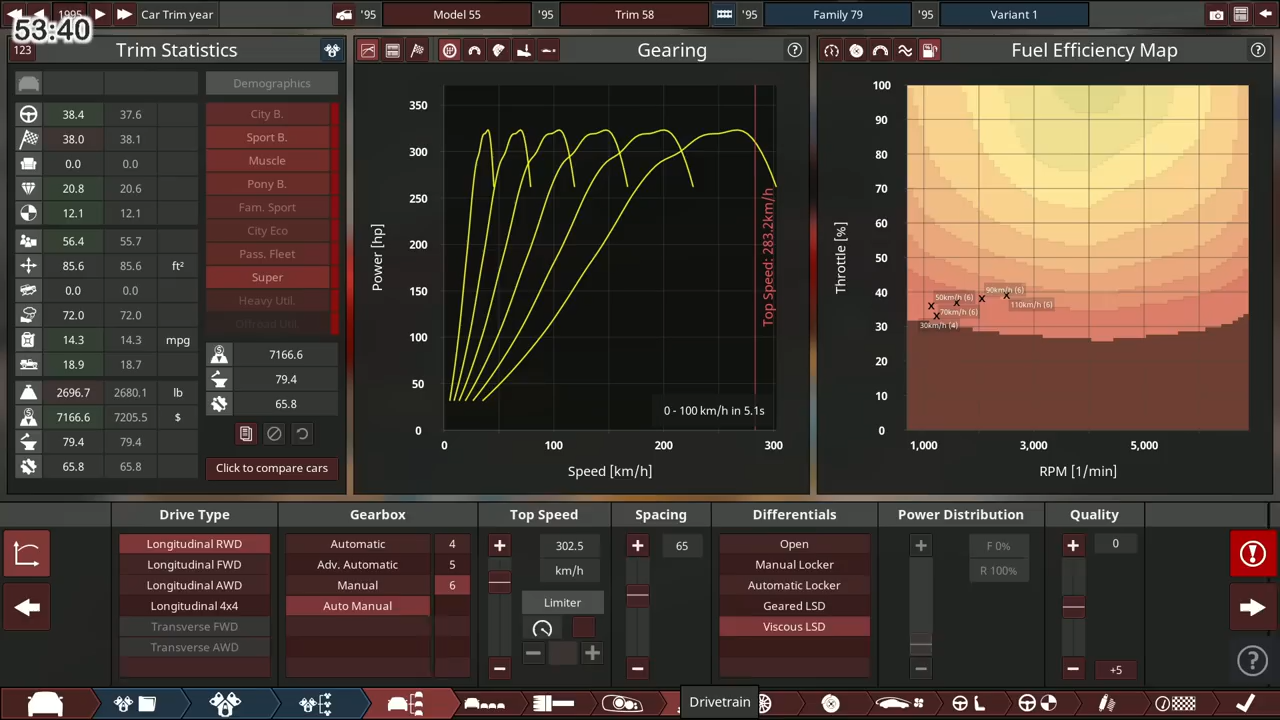 1995
Car Trim year
'95
Model 55
'95
Trim 58
'95
Family 79
'95
Variant 1
53:40
123
Trim Statistics
Gearing
?
Fuel Efficiency Map
?
Demographics
38.4 37.6
38.0 38.1
0.0 0.0
20.8 20.6
12.1 12.1
56.4 55.7
85.6 85.6 ft²
0.0 0.0
72.0 72.0
14.3 14.3 mpg
18.9 18.7
2696.7 2680.1 lb
7166.6 7205.5 $
79.4 79.4
65.8 65.8
City B.
Sport B.
Muscle
Pony B.
Fam. Sport
City Eco
Pass. Fleet
Super
Heavy Util.
Offroad Util.
7166.6
79.4
65.8
Click to compare cars
Power [hp]
350
300
250
200
150
100
50
0
0 100 200 300
Speed [km/h]
Top Speed: 283.2km/h
0 - 100 km/h in 5.1s
Throttle [%]
100
90
80
70
60
50
40
30
20
10
0
1,000 3,000 5,000
RPM [1/min]
90km/h (6)
50km/h (6)
110km/h (6)
70km/h (6)
30km/h (4)
Drive Type
Longitudinal RWD
Longitudinal FWD
Longitudinal AWD
Longitudinal 4x4
Transverse FWD
Transverse AWD
Gearbox
Automatic
Adv. Automatic
Manual
Auto Manual
4
5
6
Top Speed
302.5
km/h
Limiter
Spacing
65
Differentials
Open
Manual Locker
Automatic Locker
Geared LSD
Viscous LSD
Power Distribution
F 0%
R 100%
Quality
0
+5
?
Drivetrain